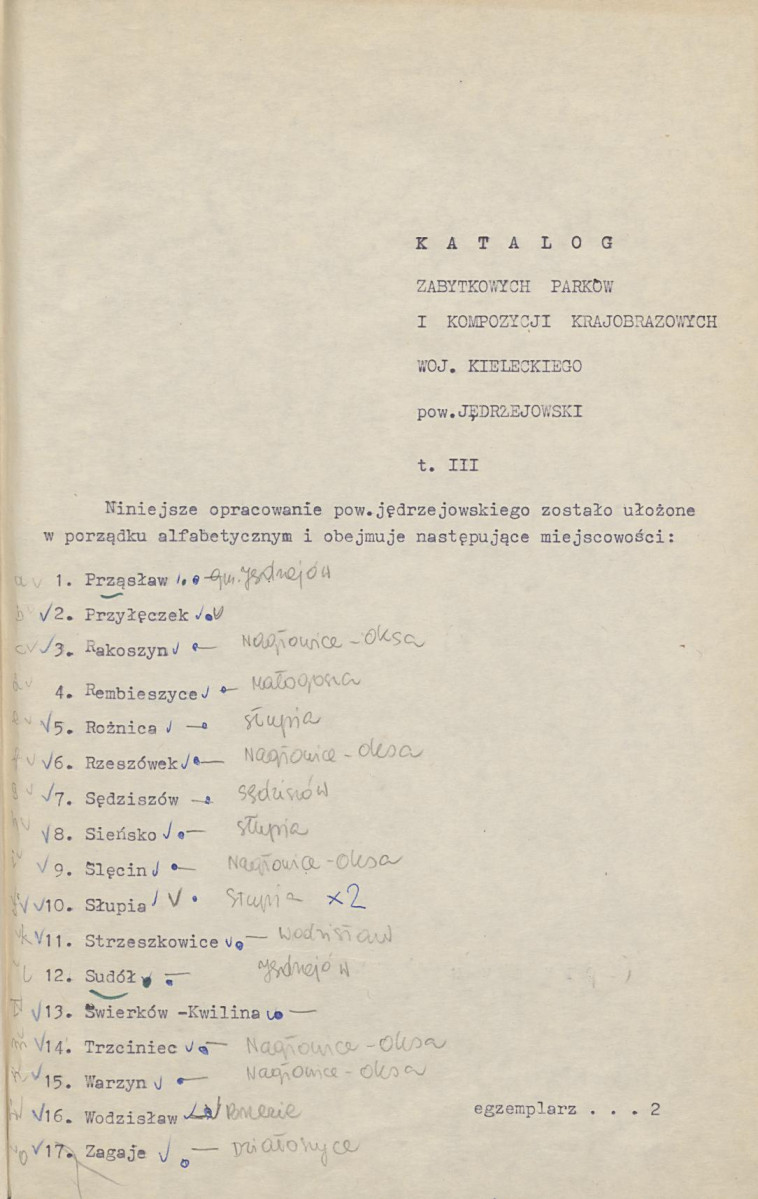 K A T A L O G
ZABYTKOWYCH PARKÓW
I KOMPOZYCJI KRAJOBRAZOWYCH
WOJ. KIELECKIEGO
pow.JĘDRZEJOWSKI
t. III
Niniejsze opracowanie pow.jędrzejowskiego zostało ułożone
w porządku alfabetycznym i obejmuje następujące miejscowości:
a v 1. Prząsław gm. Jędrzejów
b v √2. Przyłęczek
c v √3. Rakoszyn Nagłowice - Oksa
d v 4. Rembieszyce Małogoszcz
e v √5. Rożnica Słupia
f v √6. Rzeszówek Nagłowice - Oksa
g v √7. Sędziszów Sędziszów
h v √8. Sieńsko Słupia
√ 9. Ślęcin Nagłowice - Oksa
√10. Słupia V Słupia x2
k √11. Strzeszkowice Wodzisław
l 12. Sudół Jędrzejów
√13. Świerków -Kwilina
m √14. Trzciniec Nagłowice - Oksa
√15. Warzyn Nagłowice - Oksa
√16. Wodzisław
egzemplarz . . . 2
o √17. Zagaje Działoszyce